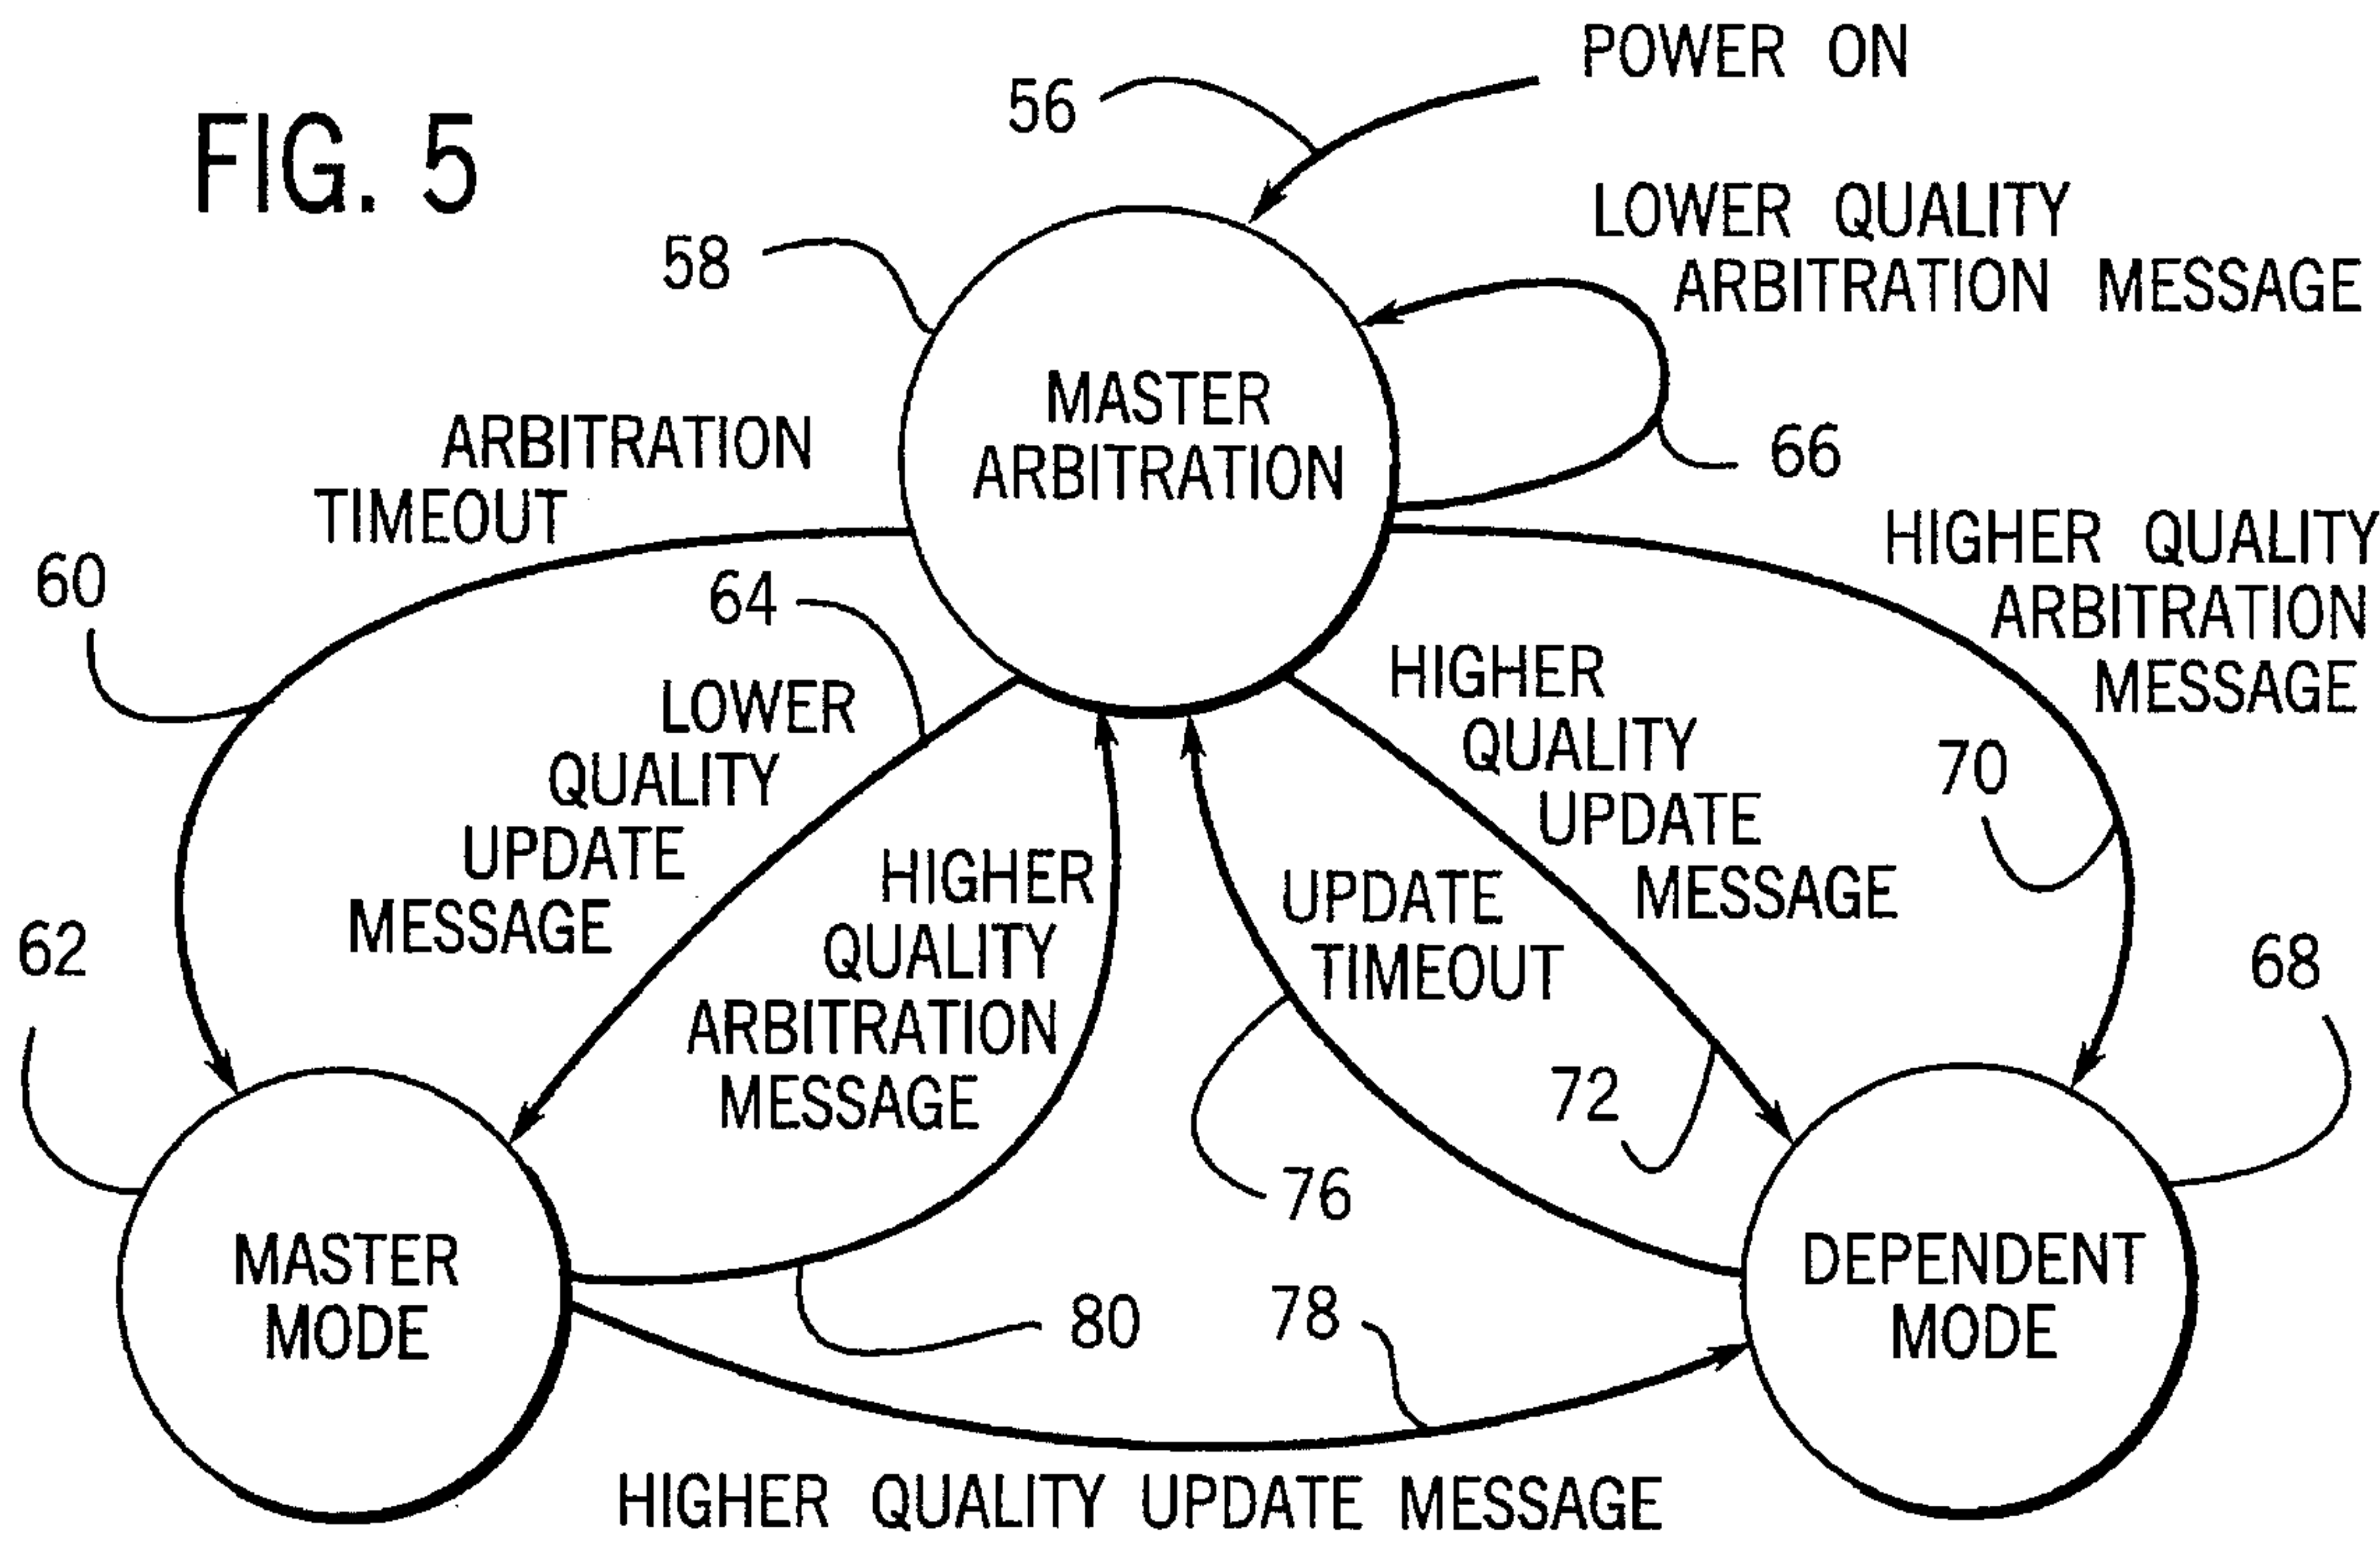 FIG. 5
POWER ON
56
LOWER QUALITY
ARBITRATION MESSAGE
58
MASTER
ARBITRATION
66
ARBITRATION
TIMEOUT
60
64
HIGHER QUALITY
ARBITRATION
MESSAGE
70
LOWER
QUALITY
UPDATE
MESSAGE
HIGHER
QUALITY
UPDATE
MESSAGE
HIGHER
QUALITY
ARBITRATION
MESSAGE
UPDATE
TIMEOUT
62
68
72
76
MASTER
MODE
80
78
DEPENDENT
MODE
HIGHER QUALITY UPDATE MESSAGE